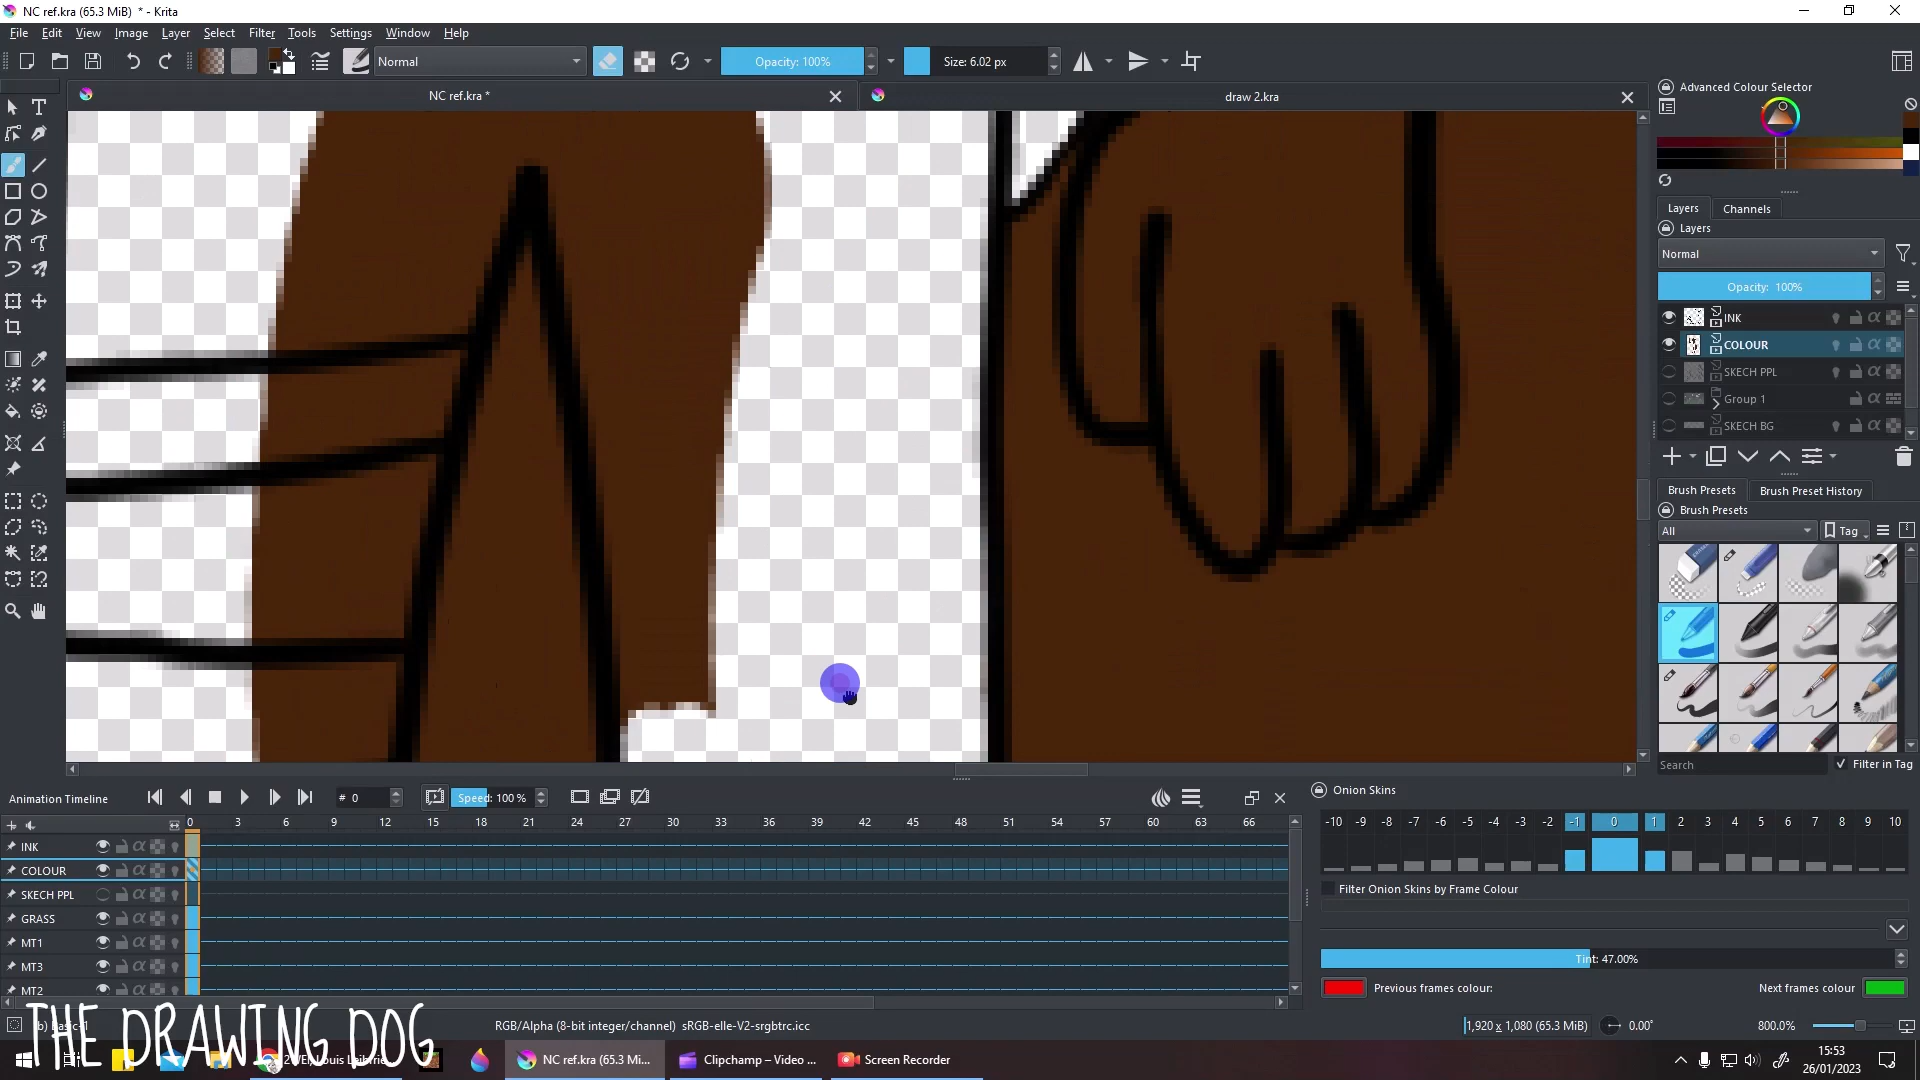 NC ref.kra (65.3 MiB) * - Krita
File Edit View Image Layer Select Filter Tools Settings Window Help
Normal Opacity: 100% Size: 6.02 px
NC ref.kra * draw 2.kra
Advanced Colour Selector
Layers Channels
Layers
Normal
Opacity: 100%
INK
COLOUR
SKECH PPL
Group 1
SKECH BG
Brush Presets Brush Preset History
Brush Presets
All Tag
Search Filter in Tag
Animation Timeline # 0 Speed: 100 %
0 3 6 9 12 15 18 21 24 27 30 33 36 39 42 45 48 51 54 57 60 63 66
INK
COLOUR
SKECH PPL
GRASS
MT1
MT3
MT2
Onion Skins
-10 -9 -8 -7 -6 -5 -4 -3 -2 -1 0 1 2 3 4 5 6 7 8 9 10
Filter Onion Skins by Frame Colour
Tint: 47.00%
Previous frames colour: Next frames colour
RGB/Alpha (8-bit integer/channel) sRGB-elle-V2-srgbtrc.icc
1,920 x 1,080 (65.3 MiB) 0.00° 800.0%
THE DRAWING DOG
NC ref.kra (65.3 Mi... Clipchamp – Video ... Screen Recorder
15:53
26/01/2023